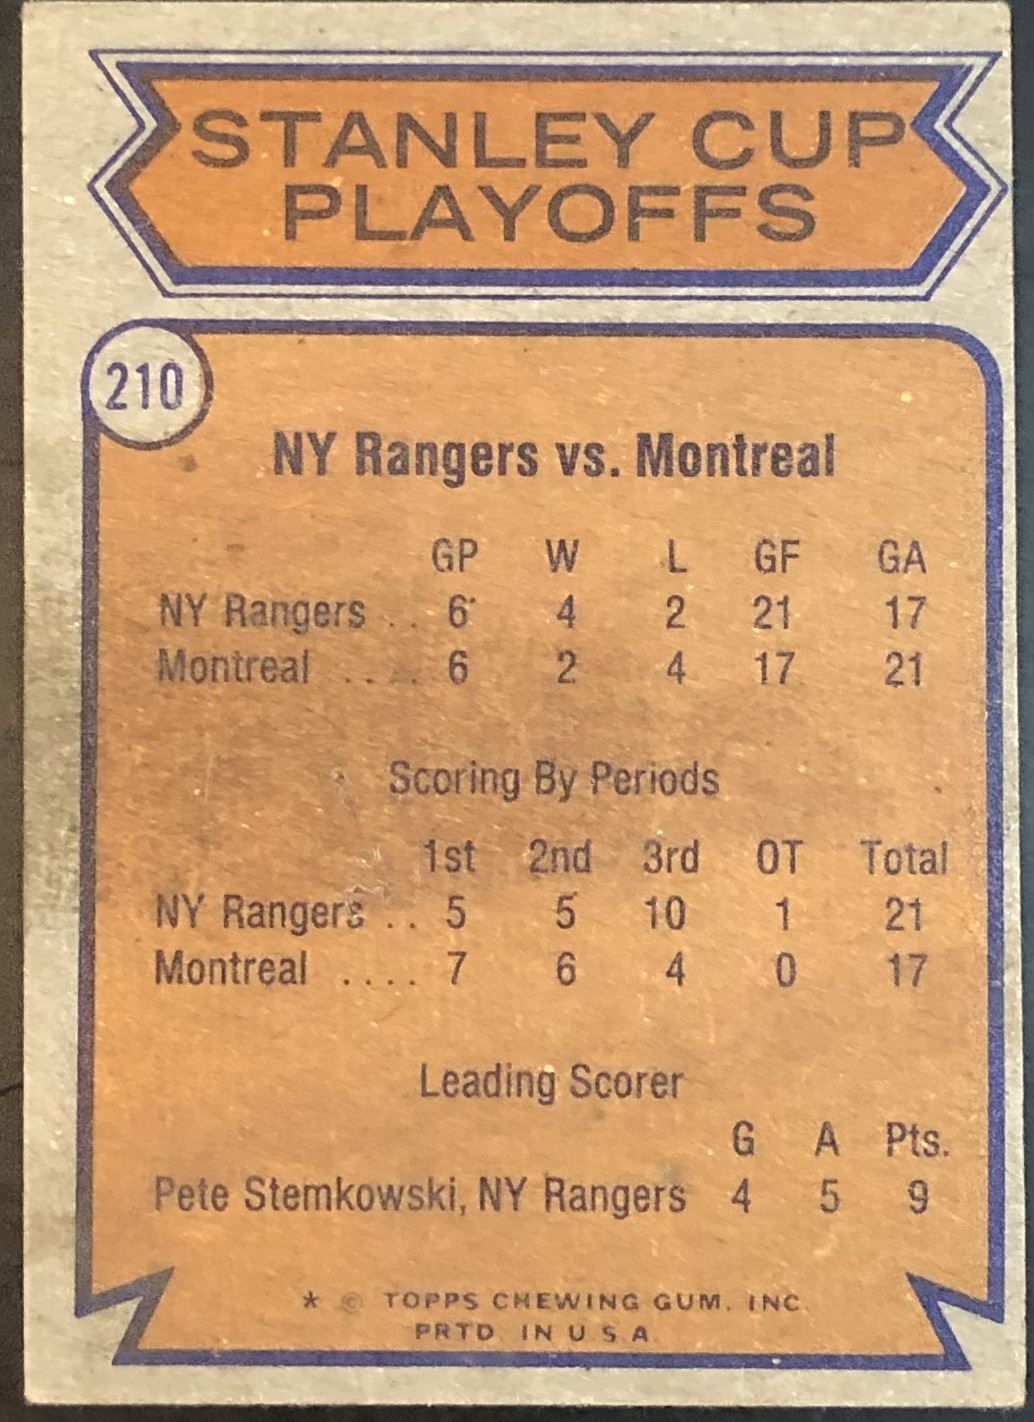 STANLEY CUP
PLAYOFFS
210
NY Rangers vs. Montreal
GP W L GF GA
NY Rangers .. 6 4 2 21 17
Montreal .... 6 2 4 17 21
Scoring By Periods
1st 2nd 3rd OT Total
NY Rangers .. 5 5 10 1 21
Montreal .... 7 6 4 0 17
Leading Scorer
G A Pts.
Pete Stemkowski, NY Rangers 4 5 9
* © TOPPS CHEWING GUM, INC.
PRTD. IN U.S.A.